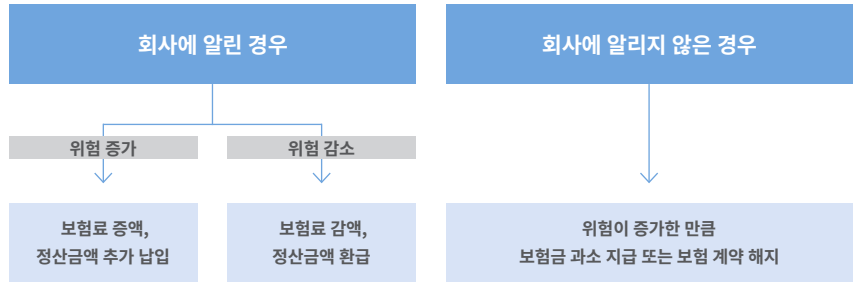 회사에 알린 경우
회사에 알리지 않은 경우
위험 증가
위험 감소
보험료 증액,
정산금액 추가 납입
보험료 감액,
정산금액 환급
위험이 증가한 만큼
보험금 과소 지급 또는 보험 계약 해지